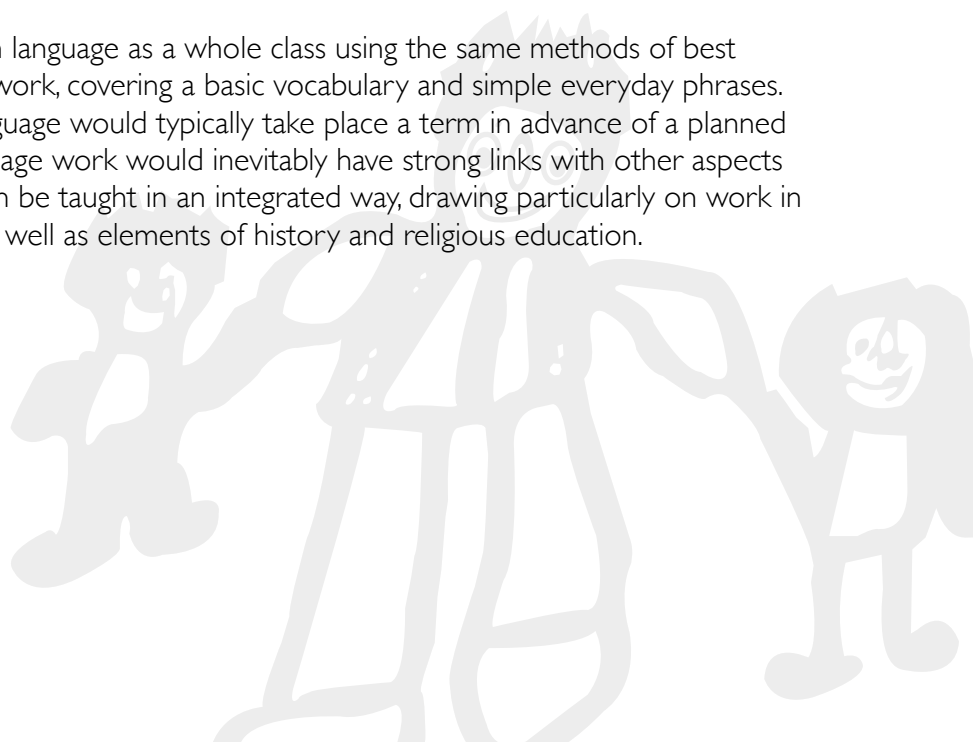 language as a whole class using the same methods of best
work, covering a basic vocabulary and simple everyday phrases.
guage would typically take place a term in advance of a planned
age work would inevitably have strong links with other aspects
n be taught in an integrated way, drawing particularly on work in
well as elements of history and religious education.